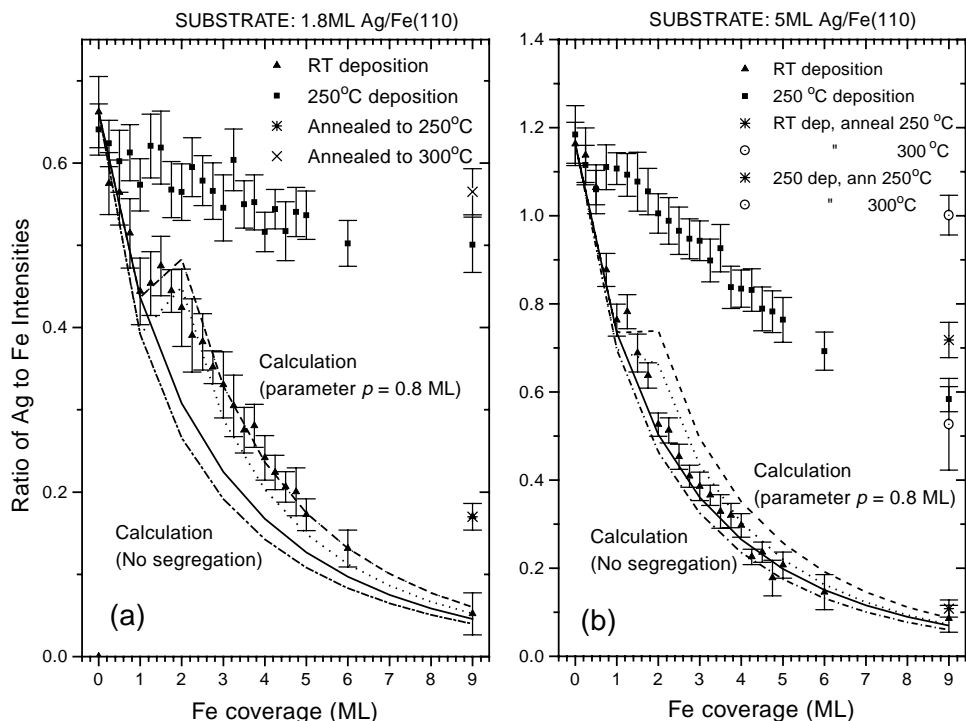 SUBSTRATE: 1.8ML Ag/Fe(110)
0.8
0.6
0.4
0.2
0.0
Ratio of Ag to Fe Intensities
RT deposition
250°C deposition
Annealed to 250°C
Annealed to 300°C
Calculation
(parameter p = 0.8 ML)
Calculation
(No segregation)
(a)
0 1 2 3 4 5 6 7 8 9
Fe coverage (ML)
SUBSTRATE: 5ML Ag/Fe(110)
1.4
1.2
1.0
0.8
0.6
0.4
0.2
0.0
RT deposition
250 °C deposition
RT dep, anneal 250 °C
" 300 °C
250 dep, ann 250°C
" 300°C
Calculation
(parameter p = 0.8 ML)
Calculation
(No segregation)
(b)
0 1 2 3 4 5 6 7 8 9
Fe coverage (ML)